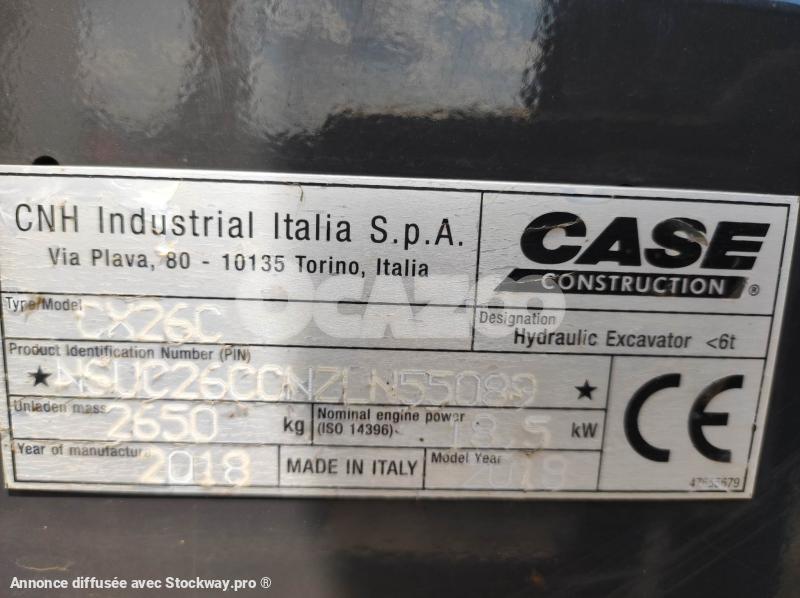 CNH Industrial Italia S.p.A.
Via Plava, 80 - 10135 Torino, Italia
CASE
CONSTRUCTION ®
OCAZOO
Type/Model
CX26C
Designation
Hydraulic Excavator <6t
Product Identification Number (PIN)
Unladen mass
2650 kg
Nominal engine power
(ISO 14396)
18,5 kW
CE
Year of manufacture
2018
MADE IN ITALY
Model Year
2018
Annonce diffusée avec Stockway.pro ®